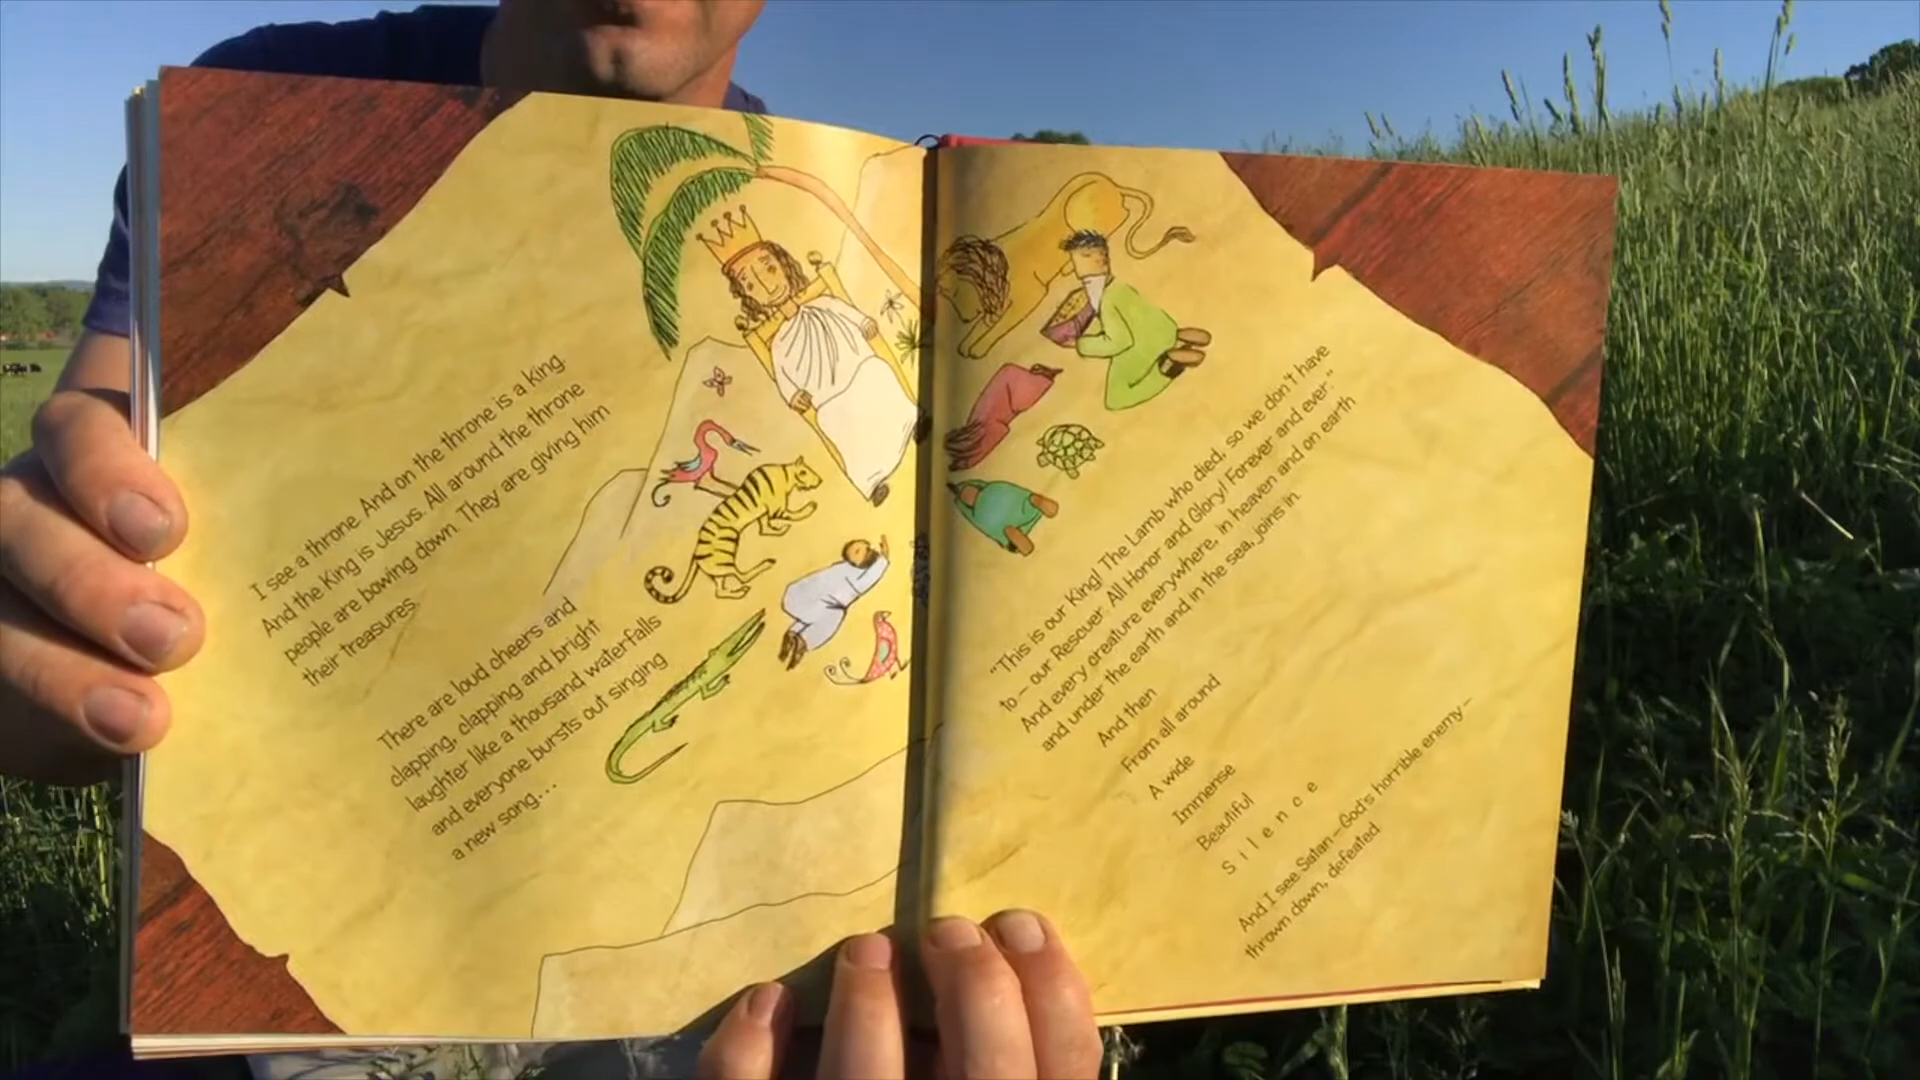 I see a throne. And on the throne is a King.
And the King is Jesus. All around the throne
people are bowing down. They are giving him
their treasures.
There are loud cheers and
clapping, clapping and bright
laughter like a thousand waterfalls
and everyone bursts out singing
a new song...
"This is our King! The Lamb who died, so we don't have
to – our Rescuer. All Honor and Glory! Forever and ever."
And every creature everywhere, in heaven and on earth
and under the earth and in the sea, joins in.
And then
From all around
A wide
Immense
Beautiful
Silence
And I see Satan – God's horrible enemy –
thrown down, defeated